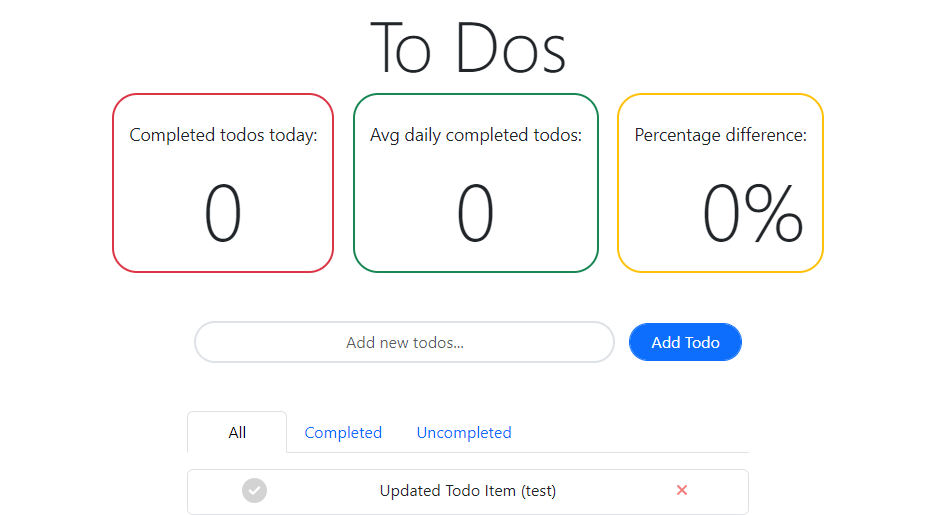 To Dos
Completed todos today:
0
Avg daily completed todos:
0
Percentage difference:
0%
Add new todos...
Add Todo
All
Completed
Uncompleted
Updated Todo Item (test)